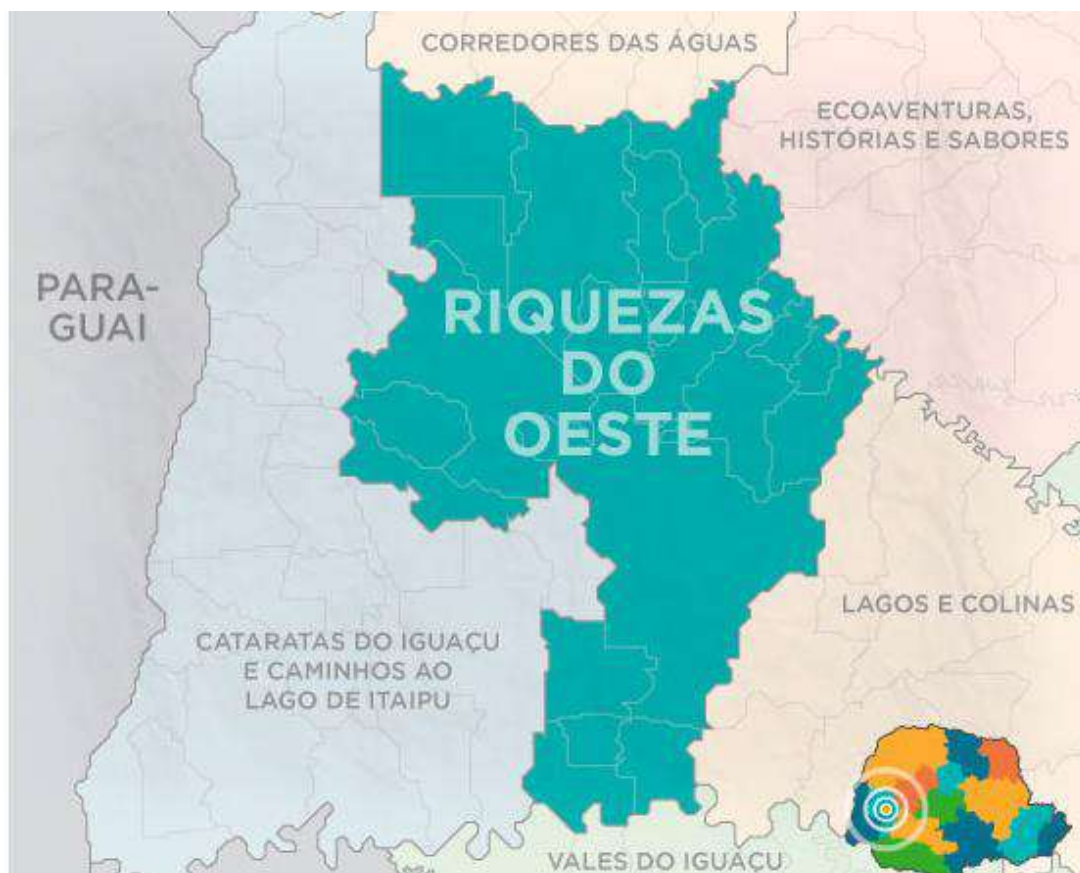 CORREDORES DAS ÁGUAS
ECOAVENTURAS,
HISTÓRIAS E SABORES
PARA-
GUAI
RIQUEZAS
DO
OESTE
LAGOS E COLINAS
CATARATAS DO IGUAÇU
E CAMINHOS AO
LAGO DE ITAIPU
VALES DO IGUAÇU